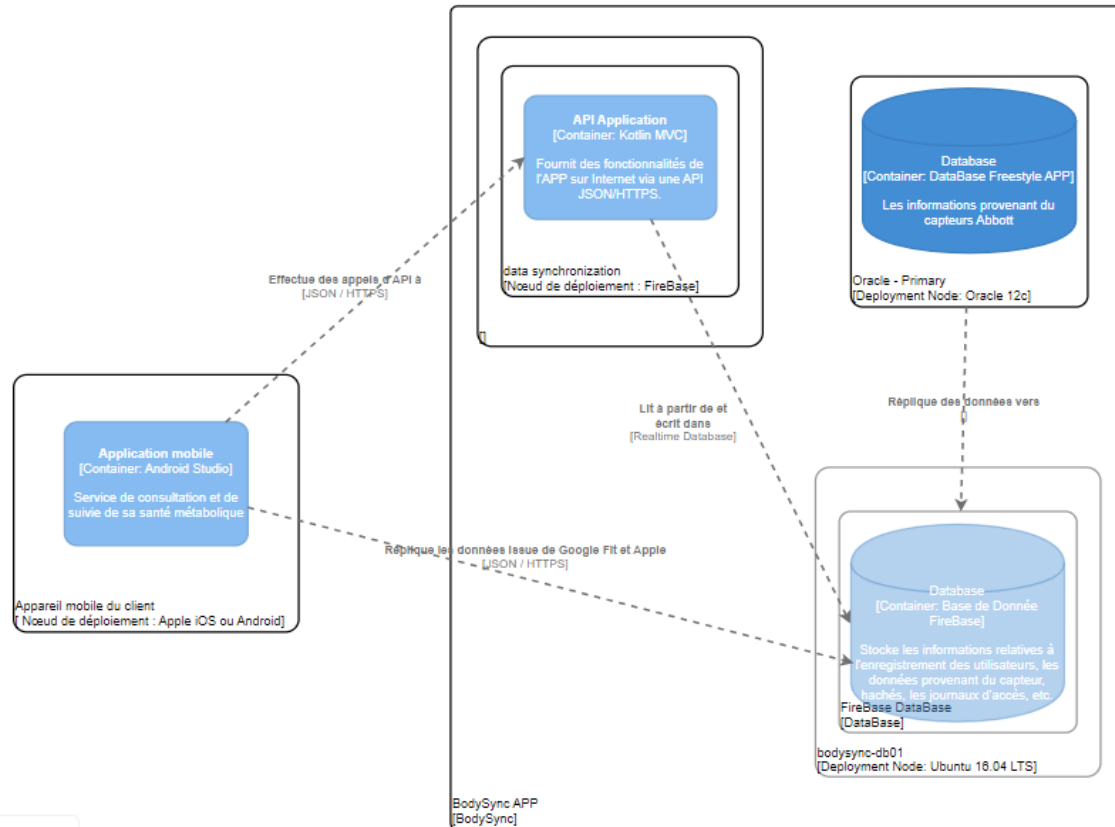 API Application
[Container: Kotlin MVC]
Fournit des fonctionnalités de
l'APP sur Internet via une API
JSON/HTTPS.
data synchronization
[Nœud de déploiement : FireBase]
[]
Database
[Container: DataBase Freestyle APP]
Les informations provenant du
capteurs Abbott
Oracle - Primary
[Deployment Node: Oracle 12c]
Effectue des appels d'API à
[JSON / HTTPS]
Lit à partir de et
écrit dans
[Realtime Database]
Réplique des données vers
[]
Application mobile
[Container: Android Studio]
Service de consultation et de
suivie de sa santé métabolique
Appareil mobile du client
[ Nœud de déploiement : Apple iOS ou Android]
Réplique les données issue de Google Fit et Apple
[JSON / HTTPS]
Database
[Container: Base de Donnée
FireBase]
Stocke les informations relatives à
l'enregistrement des utilisateurs, les
données provenant du capteur,
hachés, les journaux d'accès, etc.
FireBase DataBase
[DataBase]
bodysync-db01
[Deployment Node: Ubuntu 16.04 LTS]
BodySync APP
[BodySync]